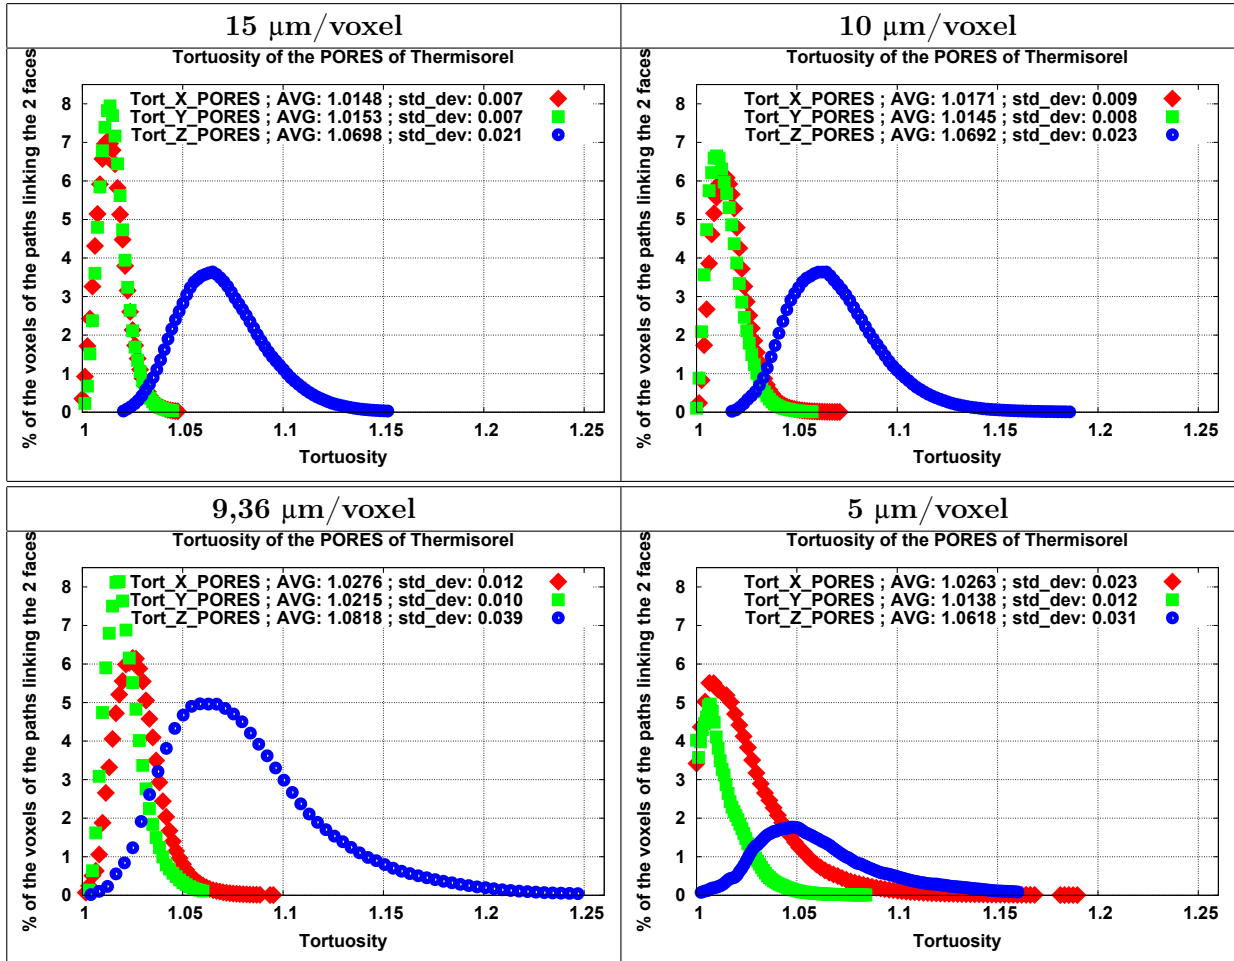 15 µm/voxel
10 µm/voxel
Tortuosity of the PORES of Thermisorel
% of the voxels of the paths linking the 2 faces
8
7
6
5
4
3
2
1
0
Tort_X_PORES ; AVG: 1.0148 ; std_dev: 0.007
Tort_Y_PORES ; AVG: 1.0153 ; std_dev: 0.007
Tort_Z_PORES ; AVG: 1.0698 ; std_dev: 0.021
1 1.05 1.1 1.15 1.2 1.25
Tortuosity
Tortuosity of the PORES of Thermisorel
% of the voxels of the paths linking the 2 faces
8
7
6
5
4
3
2
1
0
Tort_X_PORES ; AVG: 1.0171 ; std_dev: 0.009
Tort_Y_PORES ; AVG: 1.0145 ; std_dev: 0.008
Tort_Z_PORES ; AVG: 1.0692 ; std_dev: 0.023
1 1.05 1.1 1.15 1.2 1.25
Tortuosity
9,36 µm/voxel
5 µm/voxel
Tortuosity of the PORES of Thermisorel
% of the voxels of the paths linking the 2 faces
8
7
6
5
4
3
2
1
0
Tort_X_PORES ; AVG: 1.0276 ; std_dev: 0.012
Tort_Y_PORES ; AVG: 1.0215 ; std_dev: 0.010
Tort_Z_PORES ; AVG: 1.0818 ; std_dev: 0.039
1 1.05 1.1 1.15 1.2 1.25
Tortuosity
Tortuosity of the PORES of Thermisorel
% of the voxels of the paths linking the 2 faces
8
7
6
5
4
3
2
1
0
Tort_X_PORES ; AVG: 1.0263 ; std_dev: 0.023
Tort_Y_PORES ; AVG: 1.0138 ; std_dev: 0.012
Tort_Z_PORES ; AVG: 1.0618 ; std_dev: 0.031
1 1.05 1.1 1.15 1.2 1.25
Tortuosity